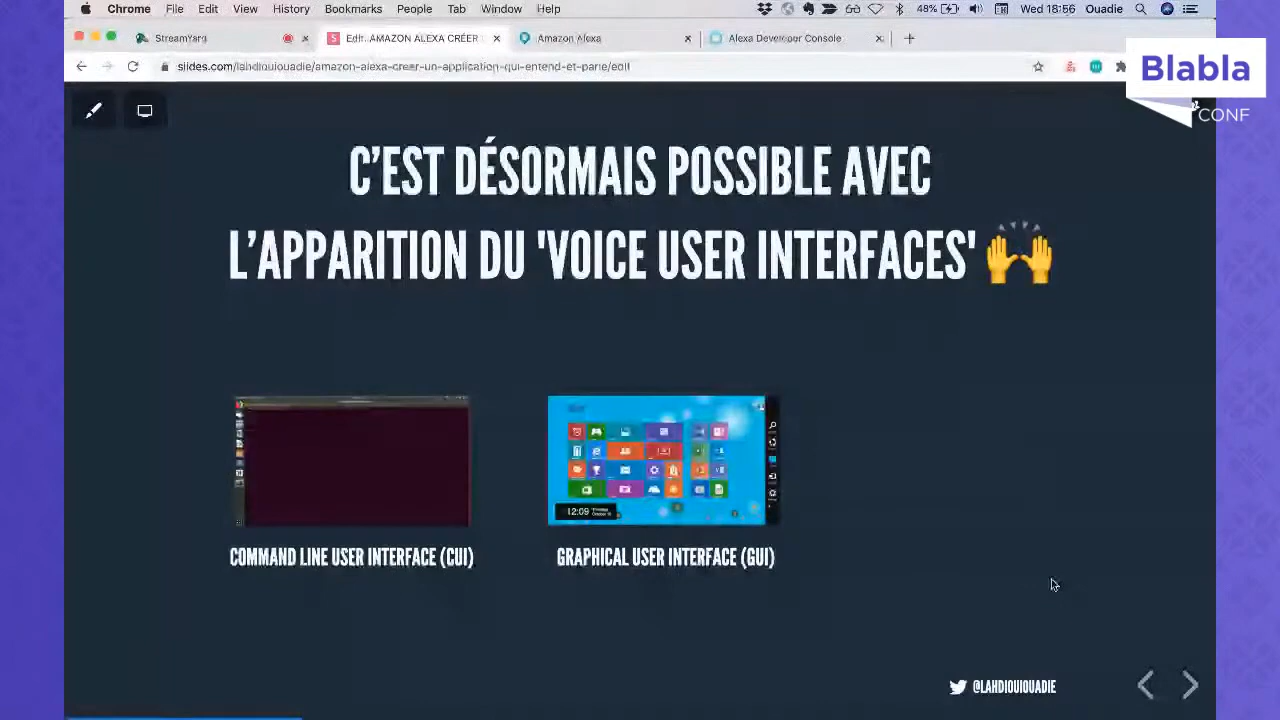 Chrome File Edit View History Bookmarks People Tab Window Help 48% Wed 18:56 Ouadie
StreamYard
Edit: AMAZON ALEXA CRÉER
Amazon Alexa
Alexa Developer Console
slides.com/lahdiouiouadie/amazon-alexa-creer-un-application-qui-entend-et-parle/edit
Blabla
CONF
C'EST DÉSORMAIS POSSIBLE AVEC
L'APPARITION DU 'VOICE USER INTERFACES' 🙌
12:09
COMMAND LINE USER INTERFACE (CUI)
GRAPHICAL USER INTERFACE (GUI)
@LAHDIOUIOUADIE